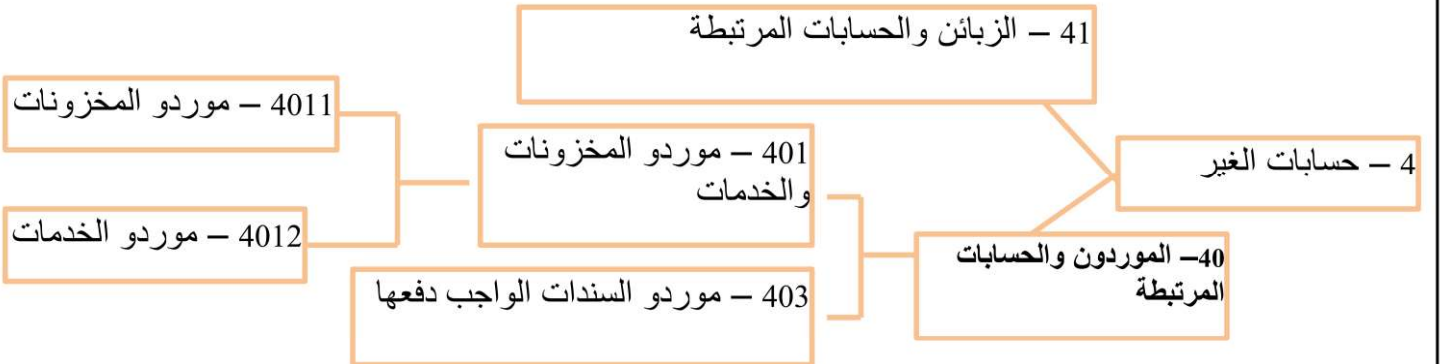 41 – الزبائن والحسابات المرتبطة
4 – حسابات الغير
40– الموردون والحسابات
المرتبطة
401 – موردو المخزونات
والخدمات
403 – موردو السندات الواجب دفعها
4011 – موردو المخزونات
4012 – موردو الخدمات